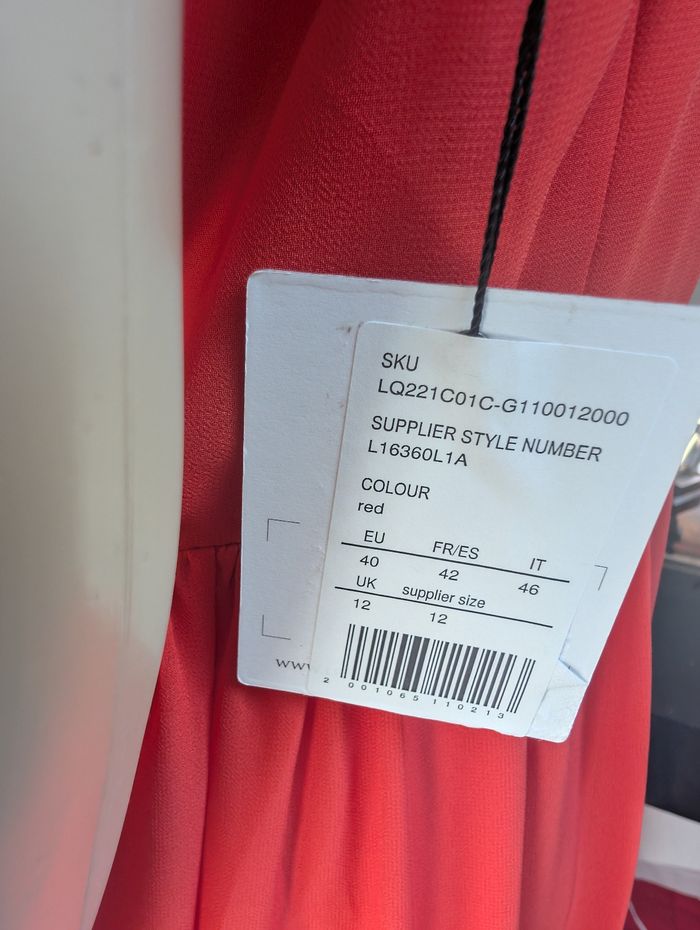 SKU
LQ221C01C-G110012000
SUPPLIER STYLE NUMBER
L16360L1A
COLOUR
red
EU FR/ES IT
40 42 46
UK supplier size
12 12
2 001065 110213
www